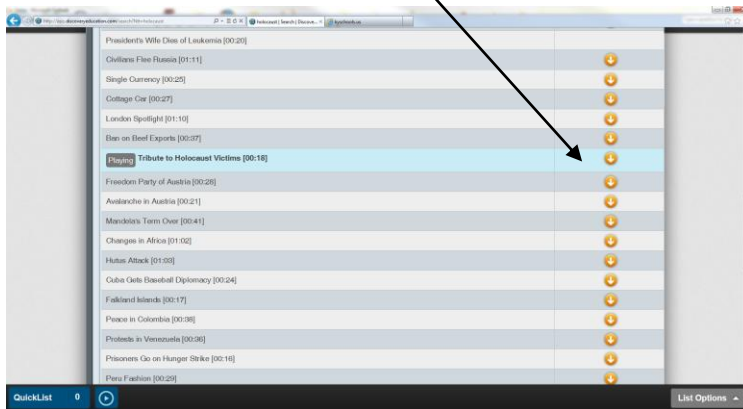 President's Wife Dies of Leukemia [00:20]
Civilians Flee Russia [01:11]
Single Currency [00:25]
Cottage Car [00:27]
London Spotlight [01:10]
Ban on Beef Exports [00:37]
Playing Tribute to Holocaust Victims [00:18]
Freedom Party of Austria [00:28]
Avalanche in Austria [00:21]
Mandela's Term Over [00:41]
Changes in Africa [01:02]
Hutus Attack [01:03]
Cuba Gets Baseball Diplomacy [00:24]
Falkland Islands [00:17]
Peace in Colombia [00:38]
Protests in Venezuela [00:36]
Prisoners Go on Hunger Strike [00:16]
Peru Fashion [00:29]
QuickList 0 List Options